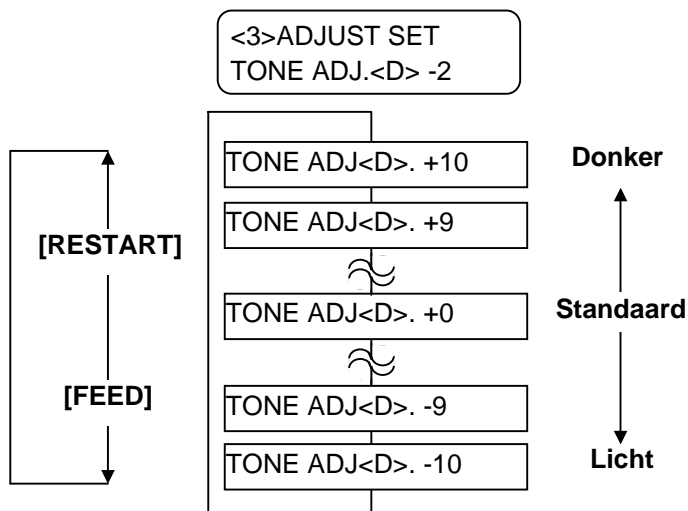 <3>ADJUST SET
TONE ADJ.<D> -2
TONE ADJ<D>. +10
Donker
TONE ADJ<D>. +9
[RESTART]
TONE ADJ<D>. +0
Standaard
[FEED]
TONE ADJ<D>. -9
TONE ADJ<D>. -10
Licht